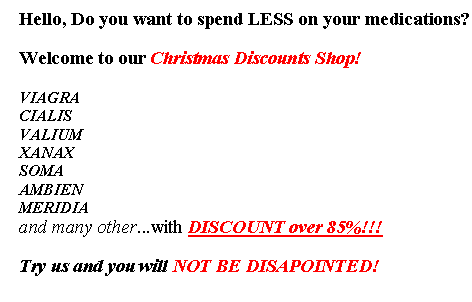 Hello, Do you want to spend LESS on your medications?
Welcome to our Christmas Discounts Shop!
VIAGRA
CIALIS
VALIUM
XANAX
SOMA
AMBIEN
MERIDIA
and many other...with DISCOUNT over 85%!!!
Try us and you will NOT BE DISAPOINTED!